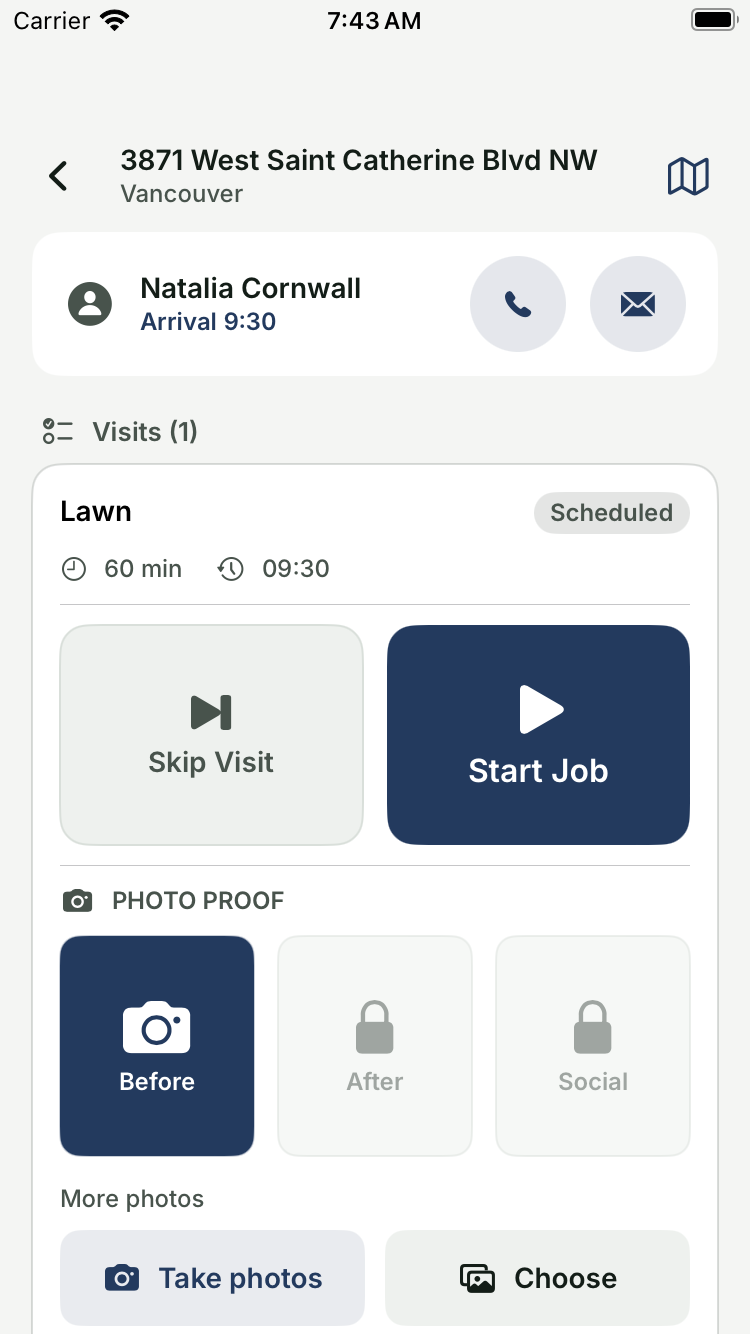 Carrier 7:43 AM
3871 West Saint Catherine Blvd NW
Vancouver
Natalia Cornwall
Arrival 9:30
Visits (1)
Lawn Scheduled
60 min 09:30
Skip Visit Start Job
PHOTO PROOF
Before After Social
More photos
Take photos Choose